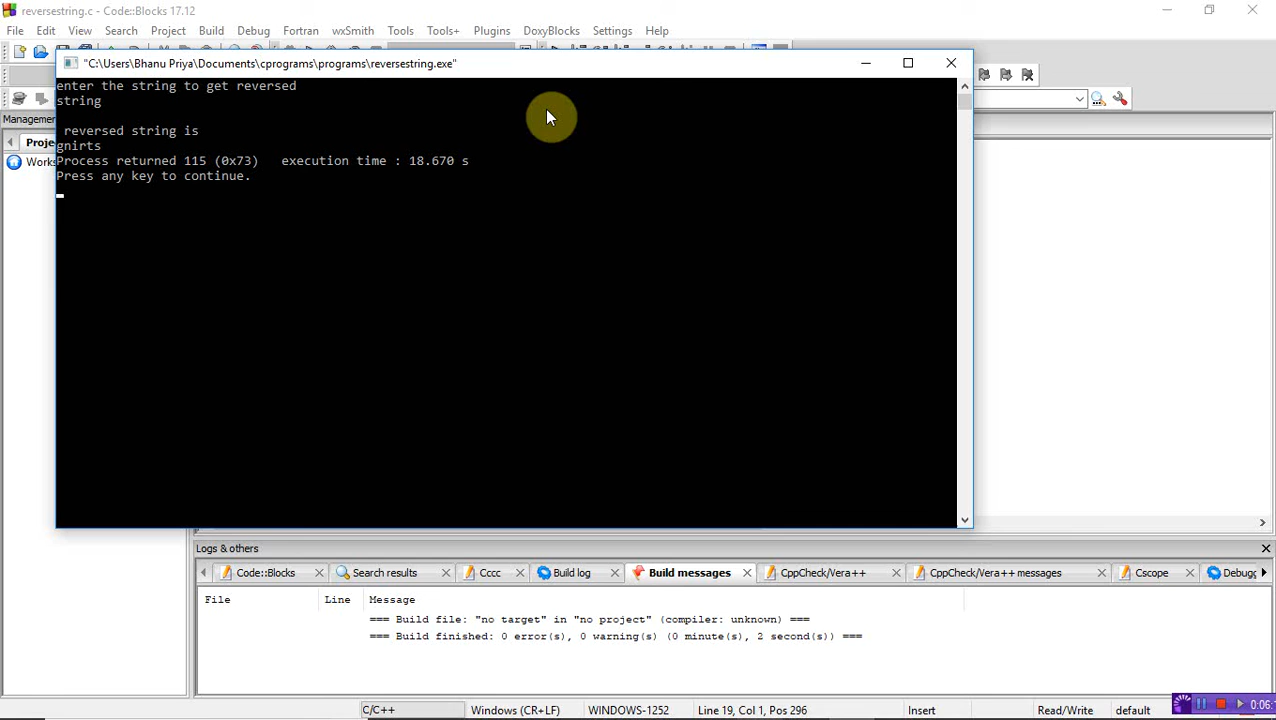 reversestring.c - Code::Blocks 17.12
File Edit View Search Project Build Debug Fortran wxSmith Tools Tools+ Plugins DoxyBlocks Settings Help
"C:\Users\Bhanu Priya\Documents\cprograms\programs\reversestring.exe"
enter the string to get reversed
string
reversed string is
gnirts
Process returned 115 (0x73)   execution time : 18.670 s
Press any key to continue.
Works
Logs & others
Code::Blocks Search results Cccc Build log Build messages CppCheck/Vera++ CppCheck/Vera++ messages Cscope Debugg
File Line Message
=== Build file: "no target" in "no project" (compiler: unknown) ===
=== Build finished: 0 error(s), 0 warning(s) (0 minute(s), 2 second(s)) ===
C/C++ Windows (CR+LF) WINDOWS-1252 Line 19, Col 1, Pos 296 Insert Read/Write default